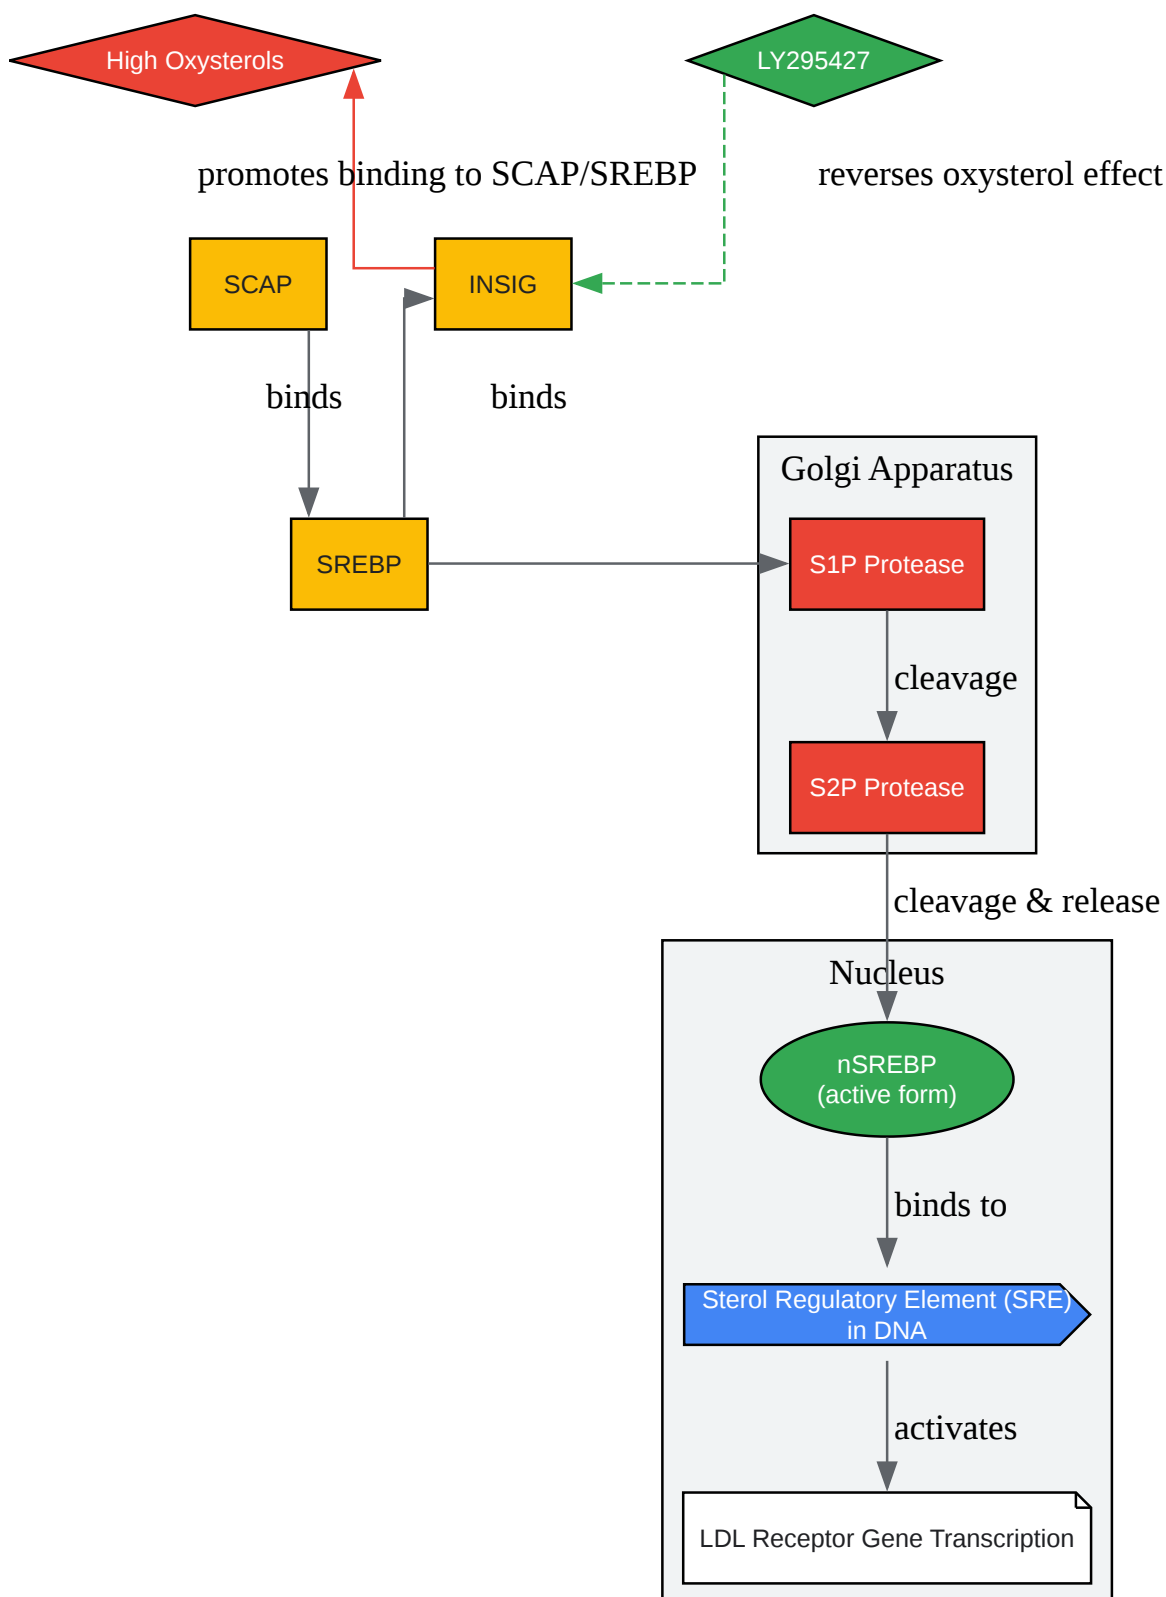 High Oxysterols
LY295427
promotes binding to SCAP/SREBP
reverses oxysterol effect
SCAP
INSIG
binds
binds
Golgi Apparatus
SREBP
S1P Protease
cleavage
S2P Protease
cleavage & release
Nucleus
nSREBP
(active form)
binds to
Sterol Regulatory Element (SRE)
in DNA
activates
LDL Receptor Gene Transcription